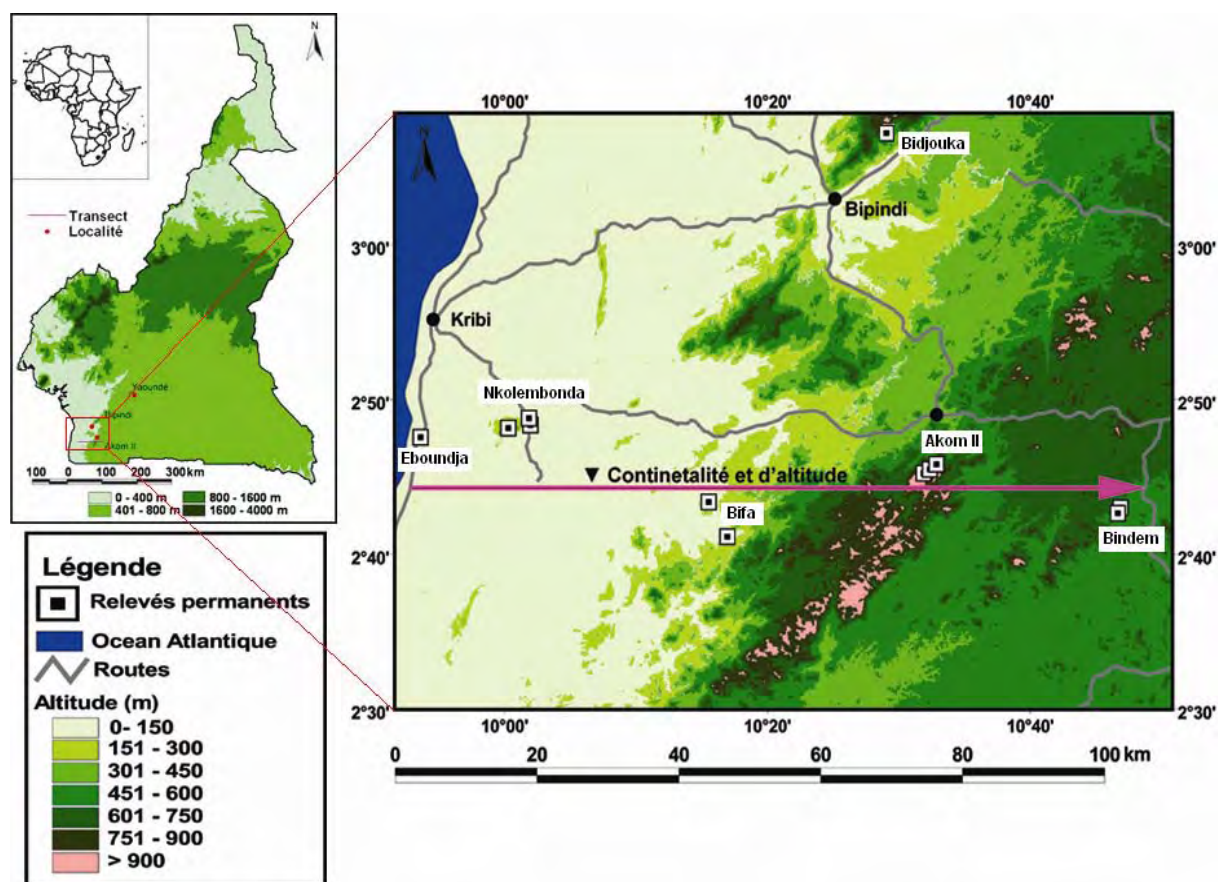 N
Transect
Localité
Yaoundé
Bipindi
Akom II
100 0 100 200 300km
0 - 400 m
800 - 1600 m
401 - 800 m
1600 - 4000 m
Légende
Relevés permanents
Ocean Atlantique
Routes
Altitude (m)
0- 150
151 - 300
301 - 450
451 - 600
601 - 750
751 - 900
> 900
10°00' 10°20' 10°40'
N
Bidjouka
Bipindi
3°00' 3°00'
Kribi
Nkolembonda
2°50' 2°50'
Eboundja
Akom II
Continetalité et d'altitude
Bifa
Bindem
2°40' 2°40'
2°30' 2°30'
10°00' 10°20' 10°40'
0 20 40 60 80 100 km